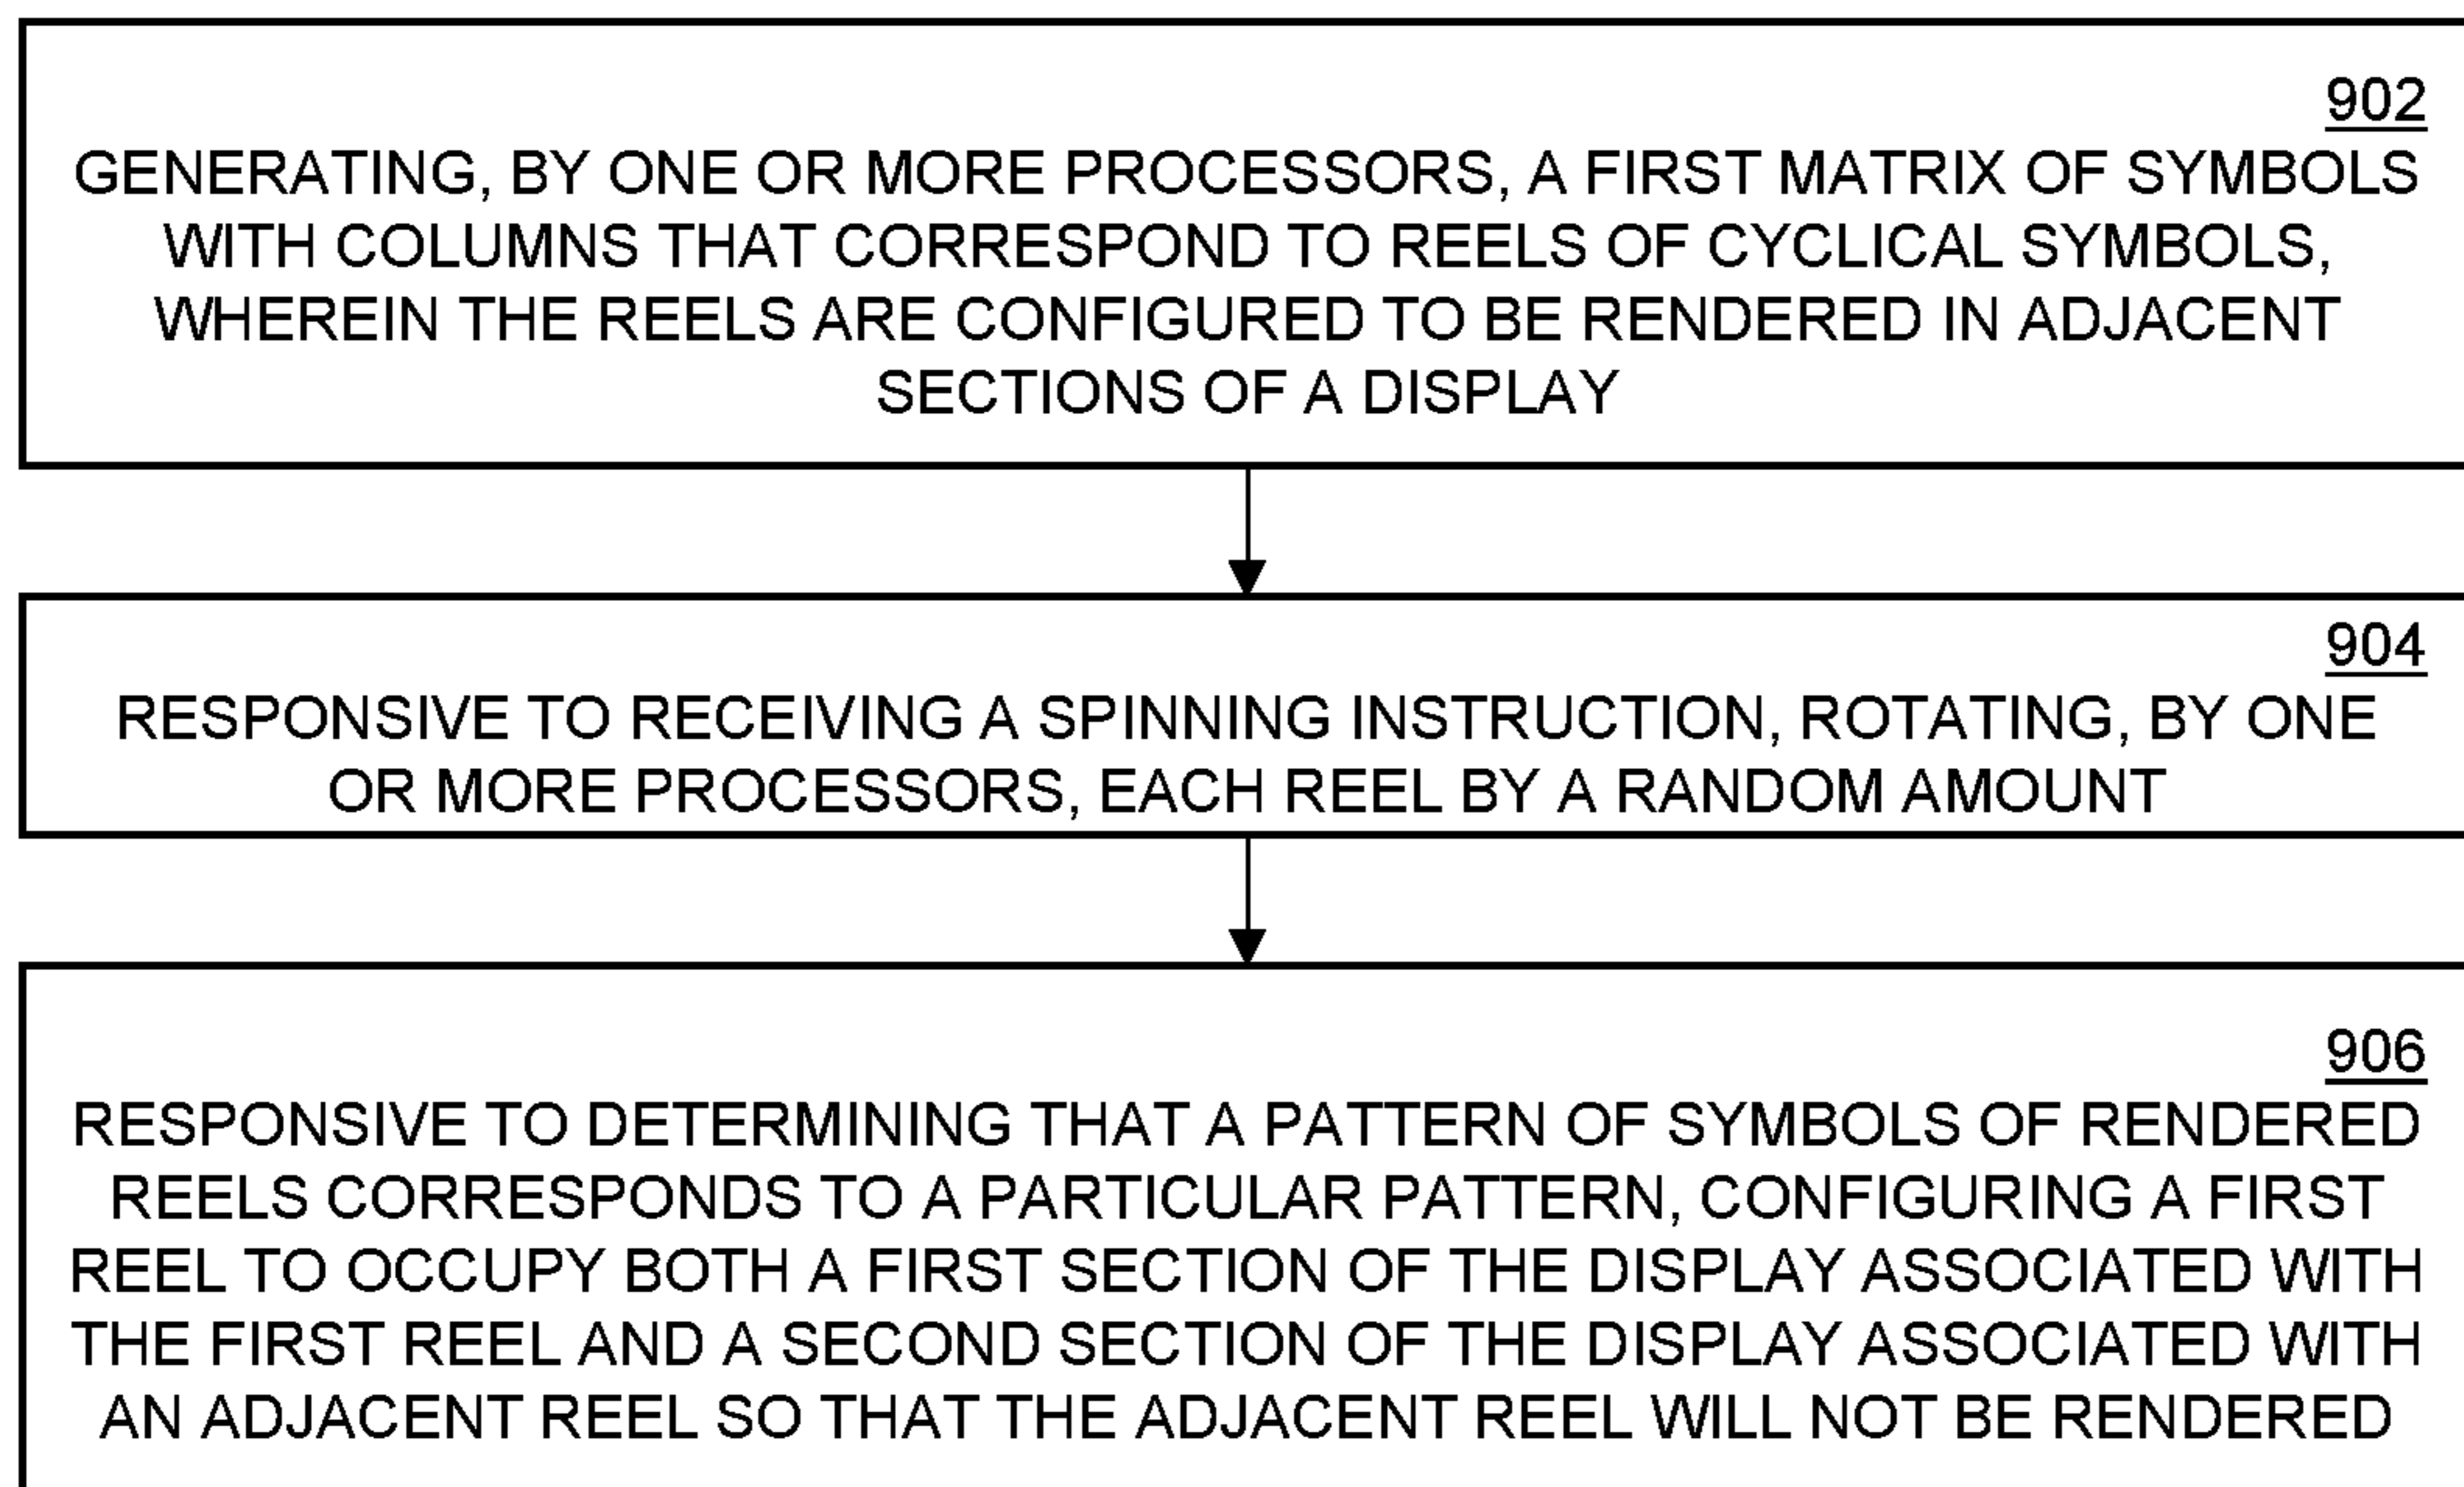 902
GENERATING, BY ONE OR MORE PROCESSORS, A FIRST MATRIX OF SYMBOLS
WITH COLUMNS THAT CORRESPOND TO REELS OF CYCLICAL SYMBOLS,
WHEREIN THE REELS ARE CONFIGURED TO BE RENDERED IN ADJACENT
SECTIONS OF A DISPLAY
904
RESPONSIVE TO RECEIVING A SPINNING INSTRUCTION, ROTATING, BY ONE
OR MORE PROCESSORS, EACH REEL BY A RANDOM AMOUNT
906
RESPONSIVE TO DETERMINING THAT A PATTERN OF SYMBOLS OF RENDERED
REELS CORRESPONDS TO A PARTICULAR PATTERN, CONFIGURING A FIRST
REEL TO OCCUPY BOTH A FIRST SECTION OF THE DISPLAY ASSOCIATED WITH
THE FIRST REEL AND A SECOND SECTION OF THE DISPLAY ASSOCIATED WITH
AN ADJACENT REEL SO THAT THE ADJACENT REEL WILL NOT BE RENDERED